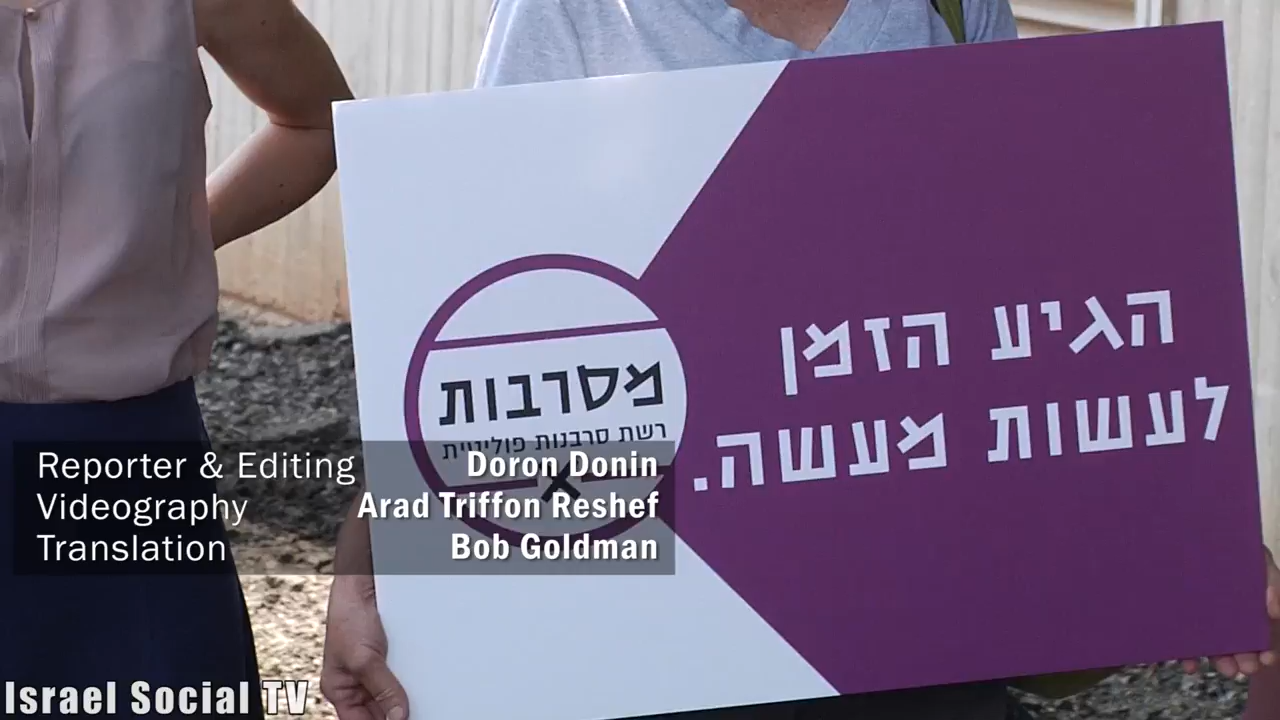 הגיע הזמן
לעשות מעשה.
מסרבות
רשת סרבנות פוליטית
Reporter & Editing Doron Donin
Videography Arad Triffon Reshef
Translation Bob Goldman
Israel Social TV